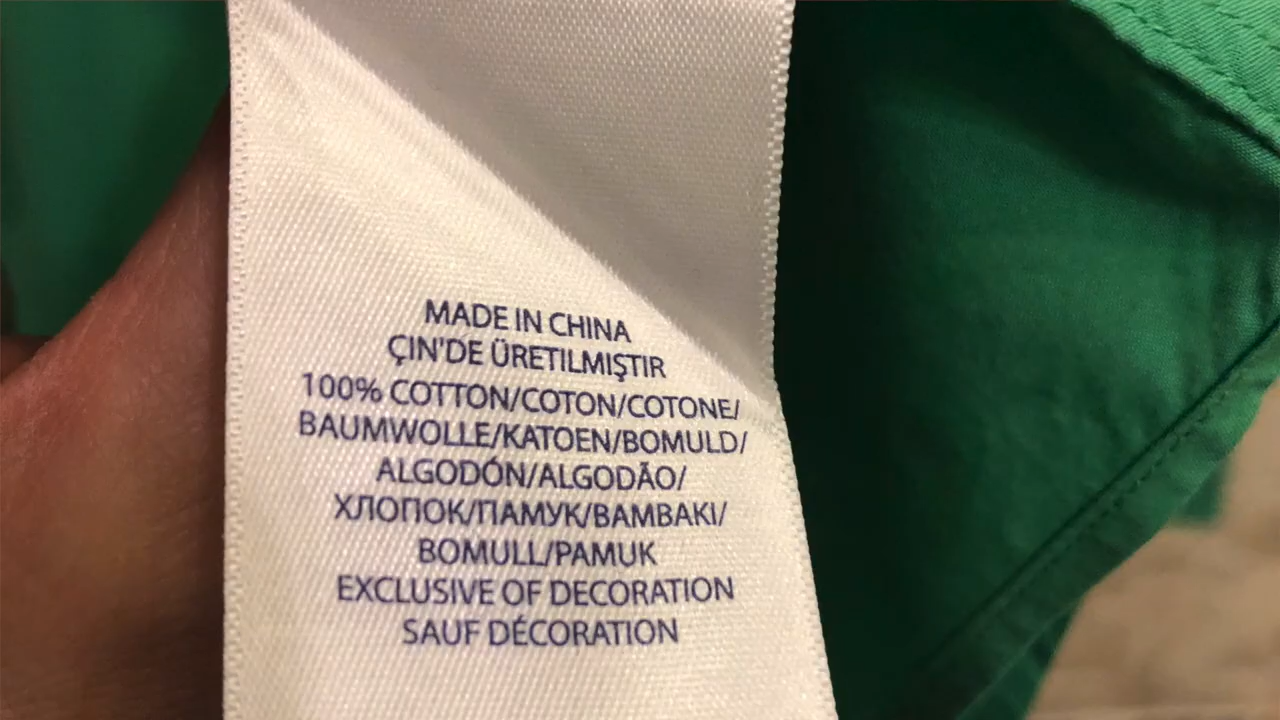 MADE IN CHINA
ÇIN'DE ÜRETILMIŞTIR
100% COTTON/COTON/COTONE/
BAUMWOLLE/KATOEN/BOMULD/
ALGODÓN/ALGODÃO/
ХЛОПОК/ПАМУК/BAMBAKI/
BOMULL/PAMUK
EXCLUSIVE OF DECORATION
SAUF DÉCORATION